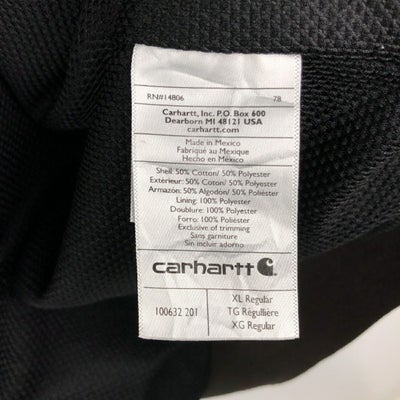 RN#14806 78
Carhartt, Inc. P.O. Box 600
Dearborn MI 48121 USA
carhartt.com
Made in Mexico
Fabriqué au Mexique
Hecho en México
Shell: 50% Cotton/ 50% Polyester
Extérieur: 50% Coton/ 50% Polyester
Armazón: 50% Algodón/ 50% Poliéster
Lining: 100% Polyester
Doublure: 100% Polyester
Forro: 100% Poliester
Exclusive of trimming
Sans garniture
Sin incluir adorno
carhartt
100632 201
XL Regular
TG Régullière
XG Regular